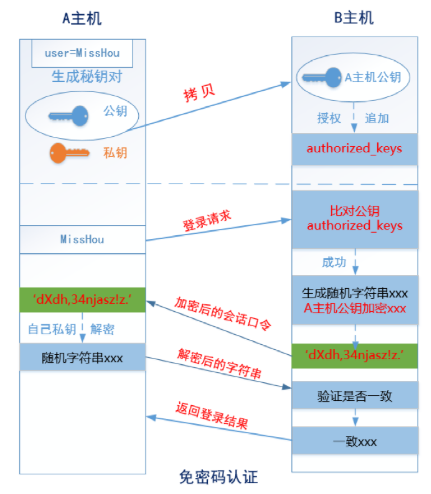 A主机
B主机
user=MissHou
生成秘钥对
公钥
私钥
拷贝
A主机公钥
授权
追加
authorized_keys
登录请求
比对公钥
authorized_keys
MissHou
成功
生成随机字符串xxx
A主机公钥加密xxx
加密后的会话口令
'dXdh,34njasz!z.'
'dXdh,34njasz!z.'
自己私钥
解密
随机字符串xxx
解密后的字符串
验证是否一致
返回登录结果
一致xxx
免密码认证